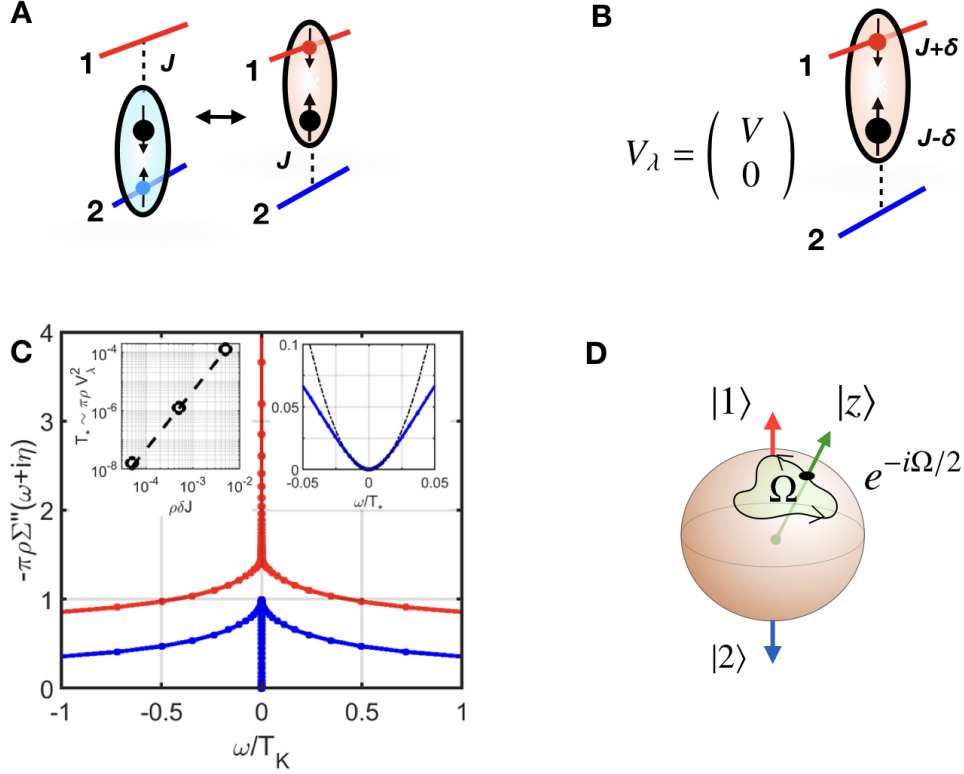 A
1
J
2
1
J
2
B
V_λ = ( V
0 )
1
J+δ
J-δ
2
C
-πρΣ''(ω+iη)
4
3
2
1
0
-1
-0.5
0
0.5
1
ω/T_K
T_* ~ πρ V_λ^2
10^-4
10^-6
10^-8
10^-4
10^-3
10^-2
ρδJ
0.1
0.05
0
-0.05
0
0.05
ω/T_*
D
|1⟩
|z⟩
e^{-iΩ/2}
Ω
|2⟩